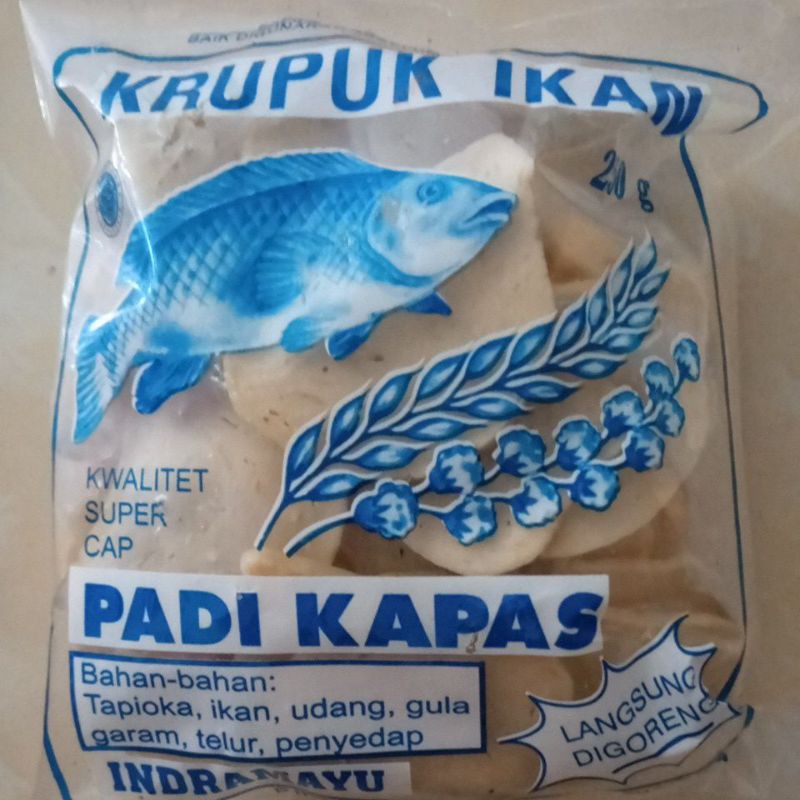 KRUPUK IKAN
KWALITET
SUPER
CAP
PADI KAPAS
Bahan-bahan:
Tapioka, ikan, udang, gula
garam, telur, penyedap
LANGSUNG
DIGORENG
INDRAMAYU